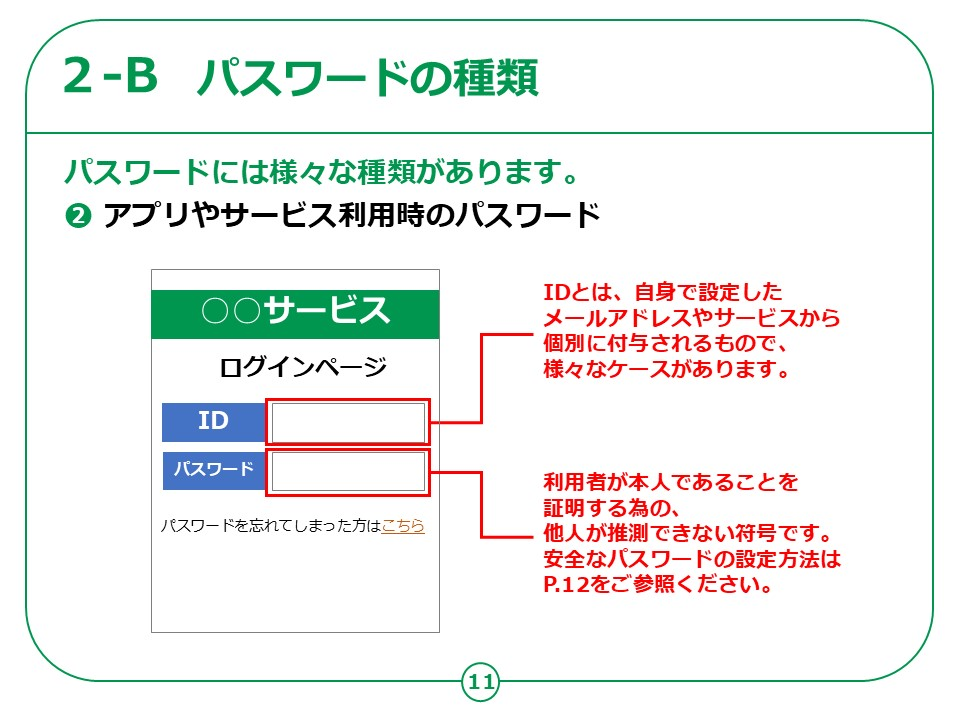 2-B パスワードの種類
パスワードには様々な種類があります。
❷ アプリやサービス利用時のパスワード
○○サービス
ログインページ
ID
パスワード
パスワードを忘れてしまった方はこちら
IDとは、自身で設定した
メールアドレスやサービスから
個別に付与されるもので、
様々なケースがあります。
利用者が本人であることを
証明する為の、
他人が推測できない符号です。
安全なパスワードの設定方法は
P.12をご参照ください。
11